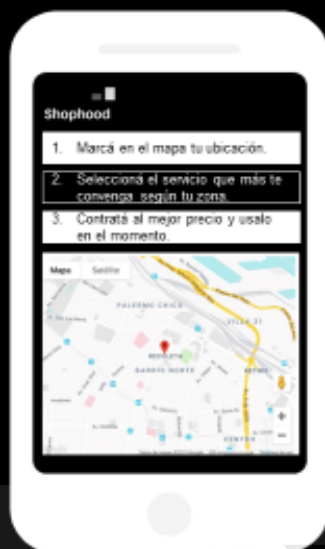 Shophood
1. Marcá en el mapa tu ubicación.
2. Seleccioná el servicio que más te
convenga según tu zona.
3. Contratá al mejor precio y usalo
en el momento.
Mapa Satélite
PALERMO CHICO
VILLA 31
RECOLETA
BARRIO NORTE
RETIRO
CENTRO